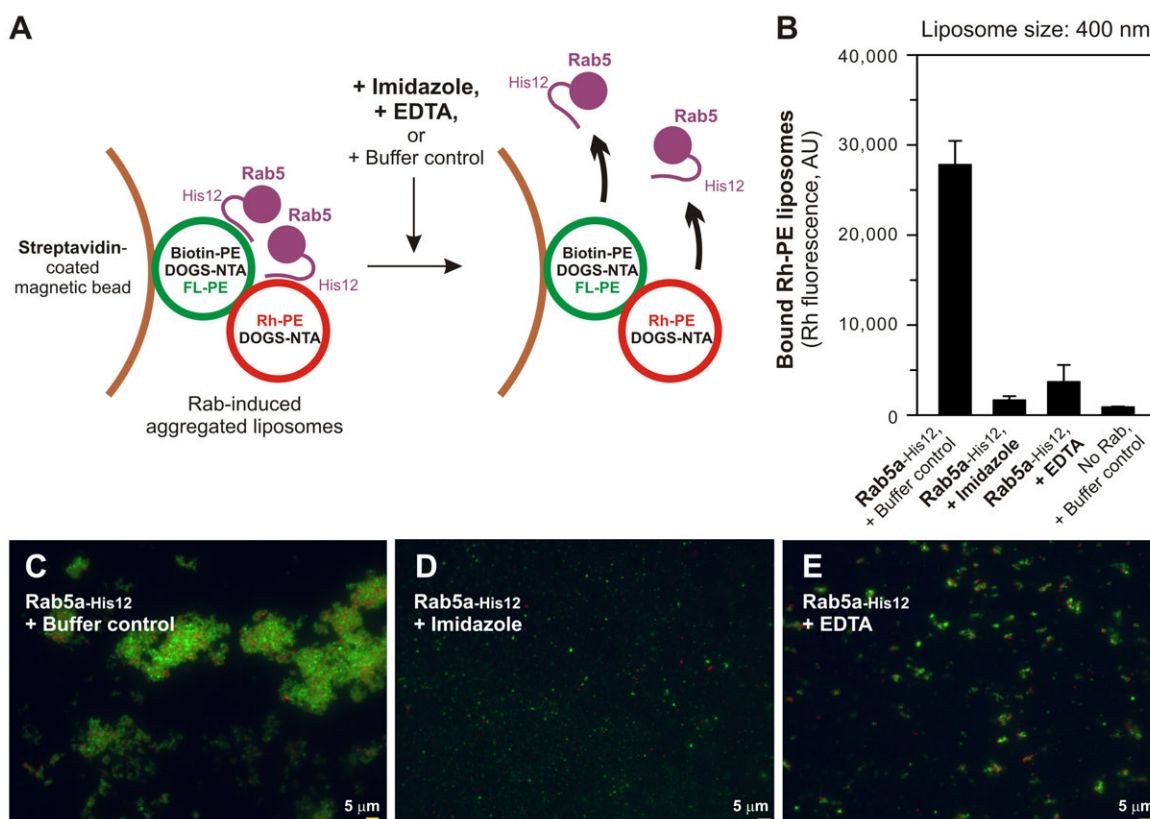 A
Rab5
His12
Rab5
His12
Streptavidin-
coated
magnetic bead
Biotin-PE
DOGS-NTA
FL-PE
Rh-PE
DOGS-NTA
Rab-induced
aggregated liposomes
+ Imidazole,
+ EDTA,
or
+ Buffer control
His12
Rab5
Rab5
His12
Biotin-PE
DOGS-NTA
FL-PE
Rh-PE
DOGS-NTA
B
Liposome size: 400 nm
Bound Rh-PE liposomes
(Rh fluorescence, AU)
40,000
30,000
20,000
10,000
0
Rab5a-His12,
+ Buffer control
Rab5a-His12,
+ Imidazole
Rab5a-His12,
+ EDTA
No Rab,
+ Buffer control
C
Rab5a-His12
+ Buffer control
5 μm
D
Rab5a-His12
+ Imidazole
5 μm
E
Rab5a-His12
+ EDTA
5 μm